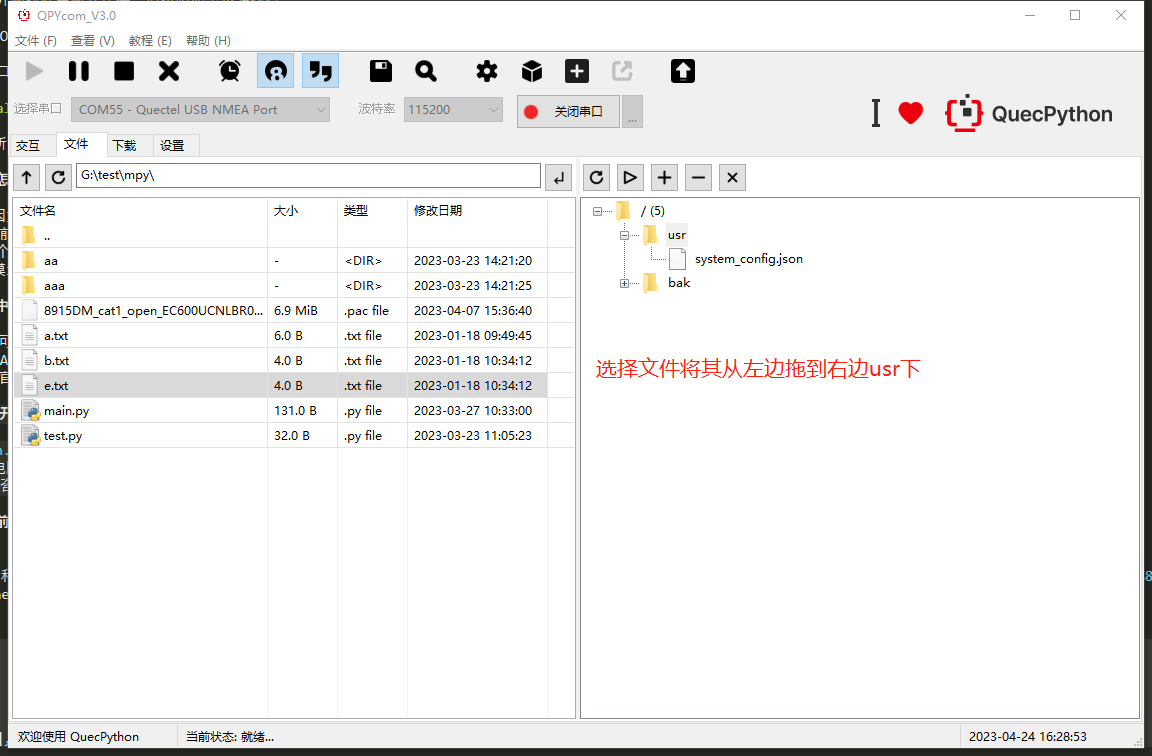 QPYcom_V3.0
文件 (F) 查看 (V) 教程 (E) 帮助 (H)
选择串口 COM55 - Quectel USB NMEA Port 波特率 115200 关闭串口 ... I QuecPython
交互 文件 下载 设置
G:\test\mpy\
文件名 大小 类型 修改日期
..
aa - <DIR> 2023-03-23 14:21:20
aaa - <DIR> 2023-03-23 14:21:25
8915DM_cat1_open_EC600UCNLBR0... 6.9 MiB .pac file 2023-04-07 15:36:40
a.txt 6.0 B .txt file 2023-01-18 09:49:45
b.txt 4.0 B .txt file 2023-01-18 10:34:12
e.txt 4.0 B .txt file 2023-01-18 10:34:12
main.py 131.0 B .py file 2023-03-27 10:33:00
test.py 32.0 B .py file 2023-03-23 11:05:23
/ (5)
usr
system_config.json
bak
选择文件将其从左边拖到右边usr下
欢迎使用 QuecPython 当前状态: 就绪... 2023-04-24 16:28:53